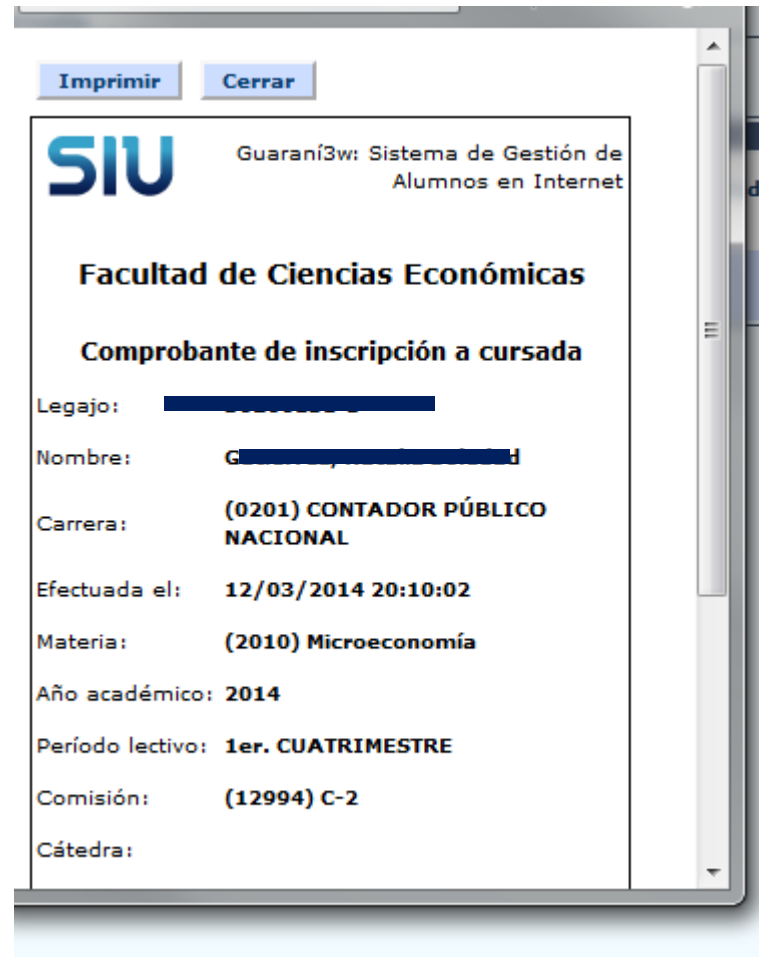 Imprimir Cerrar
SIU
Guaraní3w: Sistema de Gestión de
Alumnos en Internet
Facultad de Ciencias Económicas
Comprobante de inscripción a cursada
Legajo:
Nombre:
Carrera: (0201) CONTADOR PÚBLICO
NACIONAL
Efectuada el: 12/03/2014 20:10:02
Materia: (2010) Microeconomía
Año académico: 2014
Período lectivo: 1er. CUATRIMESTRE
Comisión: (12994) C-2
Cátedra: